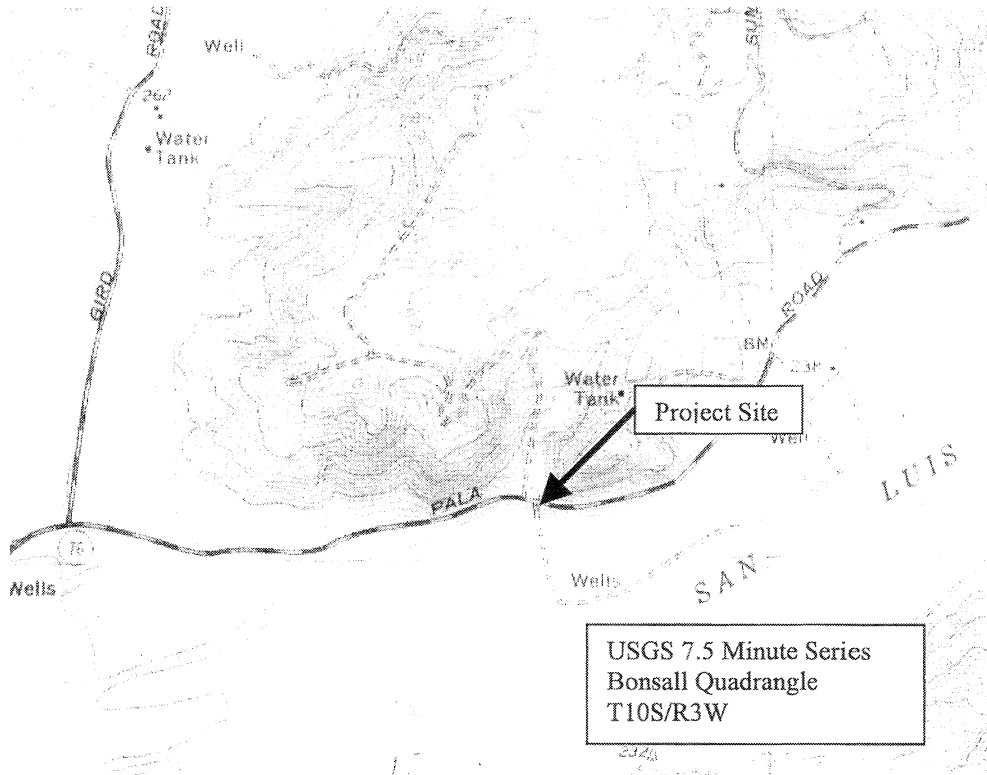 ROAD
Well
SUM
262
Water
Tank
GIRD
ROAD
BM
Water
Tank
Project Site
Well
PALA
LUIS
76
Wells
Wells
SAN
USGS 7.5 Minute Series
Bonsall Quadrangle
T10S/R3W